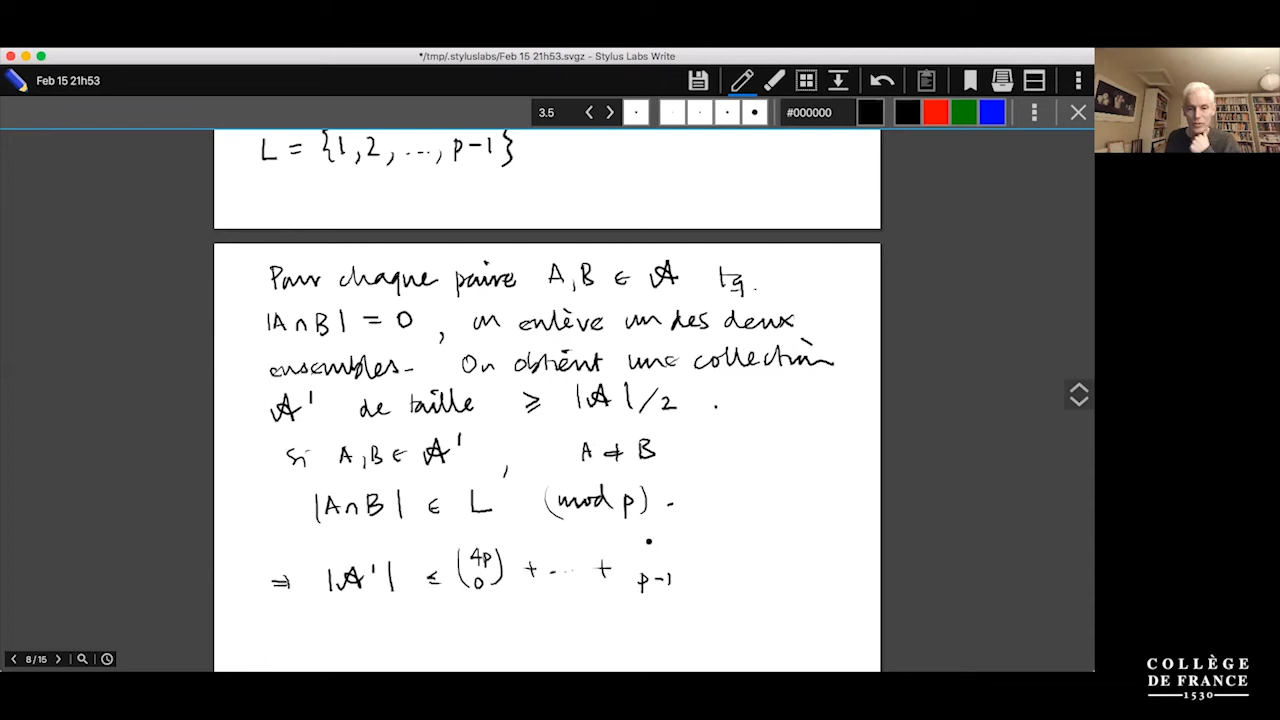 */tmp/.styluslabs/Feb 15 21h53.svgz - Stylus Labs Write
Feb 15 21h53
3.5
#000000
L = {1, 2, ..., p-1}
Pour chaque paire A, B ∈ 𝒜 tq.
|A ∩ B| = 0, on enlève un des deux
ensembles. On obtient une collection
𝒜' de taille ≥ |𝒜|/2.
Si A, B ∈ 𝒜', A ≠ B
|A ∩ B| ∈ L (mod p).
⇒ |𝒜'| ≤ (4p 0) + ... + p-1
8/15
COLLÈGE
DE FRANCE
1530